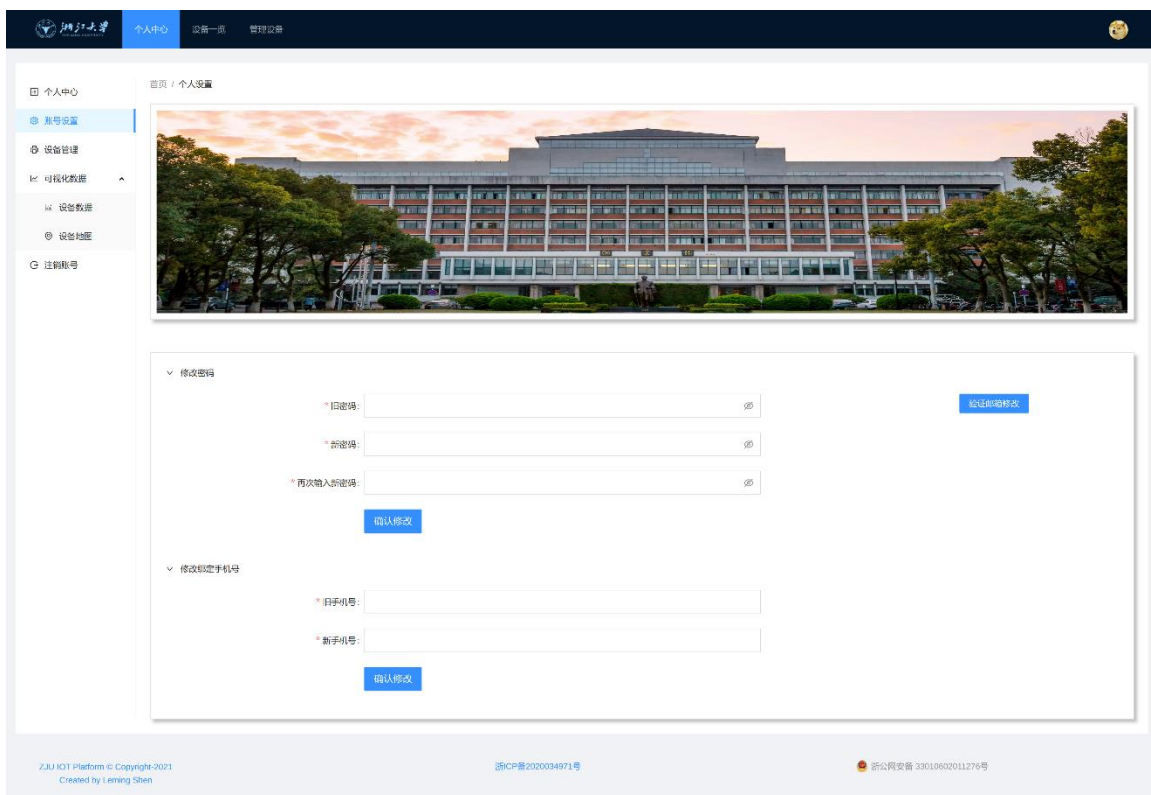 浙江大学
个人中心 设备一览 管理设备
个人中心
账号设置
设备管理
可视化数据
设备数据
设备地图
注销账号
首页 / 个人设置
修改密码
* 旧密码:
验证邮箱修改
* 新密码:
* 再次输入新密码:
确认修改
修改绑定手机号
* 旧手机号:
* 新手机号:
确认修改
ZJU IOT Platform © Copyright-2021
Created by Leming Shen
浙ICP备2020034971号
浙公网安备 33010602011276号